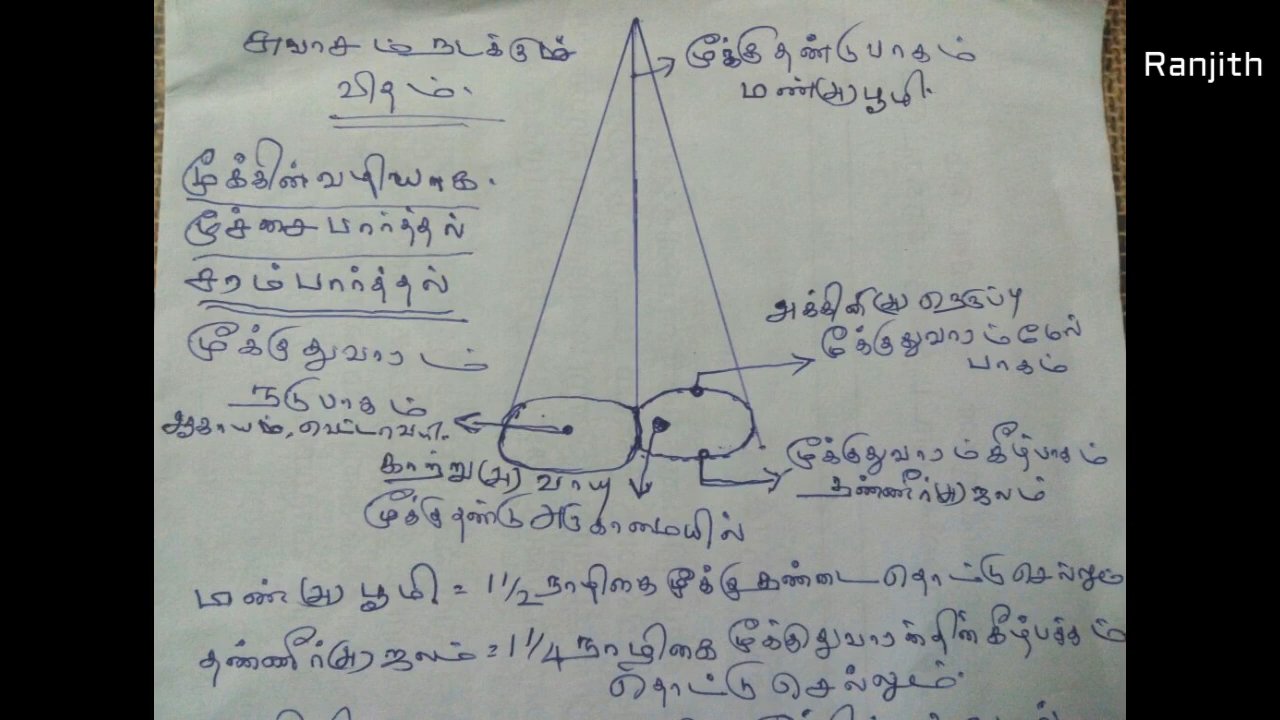 சுவாசம் நடக்கும்
விதம்.
மூக்கு தண்டு பாகம்
மண் (அ) பூமி.
Ranjith
மூக்கின் வழியாக.
மூச்சை பார்த்தல்
சரம் பார்த்தல்
மூக்கு துவாரம்
நடு பாகம்
ஆகாயம், வெட்டாவெளி.
அக்கினி (அ) நெருப்பு
மூக்குதுவாரம் மேல்
பாகம்
மூக்குதுவாரம் கீழ்பாகம்
தண்ணீர் (அ) ஜலம்
காற்று (அ) வாயு
மூக்கு தண்டு அருகாமையில்
மண் (அ) பூமி = 1 1/2 நாழிகை மூக்கு தண்டை தொட்டு செல்லும்
தண்ணீர் (அ) ஜலம் = 1 1/4 நாழிகை மூக்கிதுவாரத்தின் கீழ்பக்கம்
தொட்டு செல்லும்.